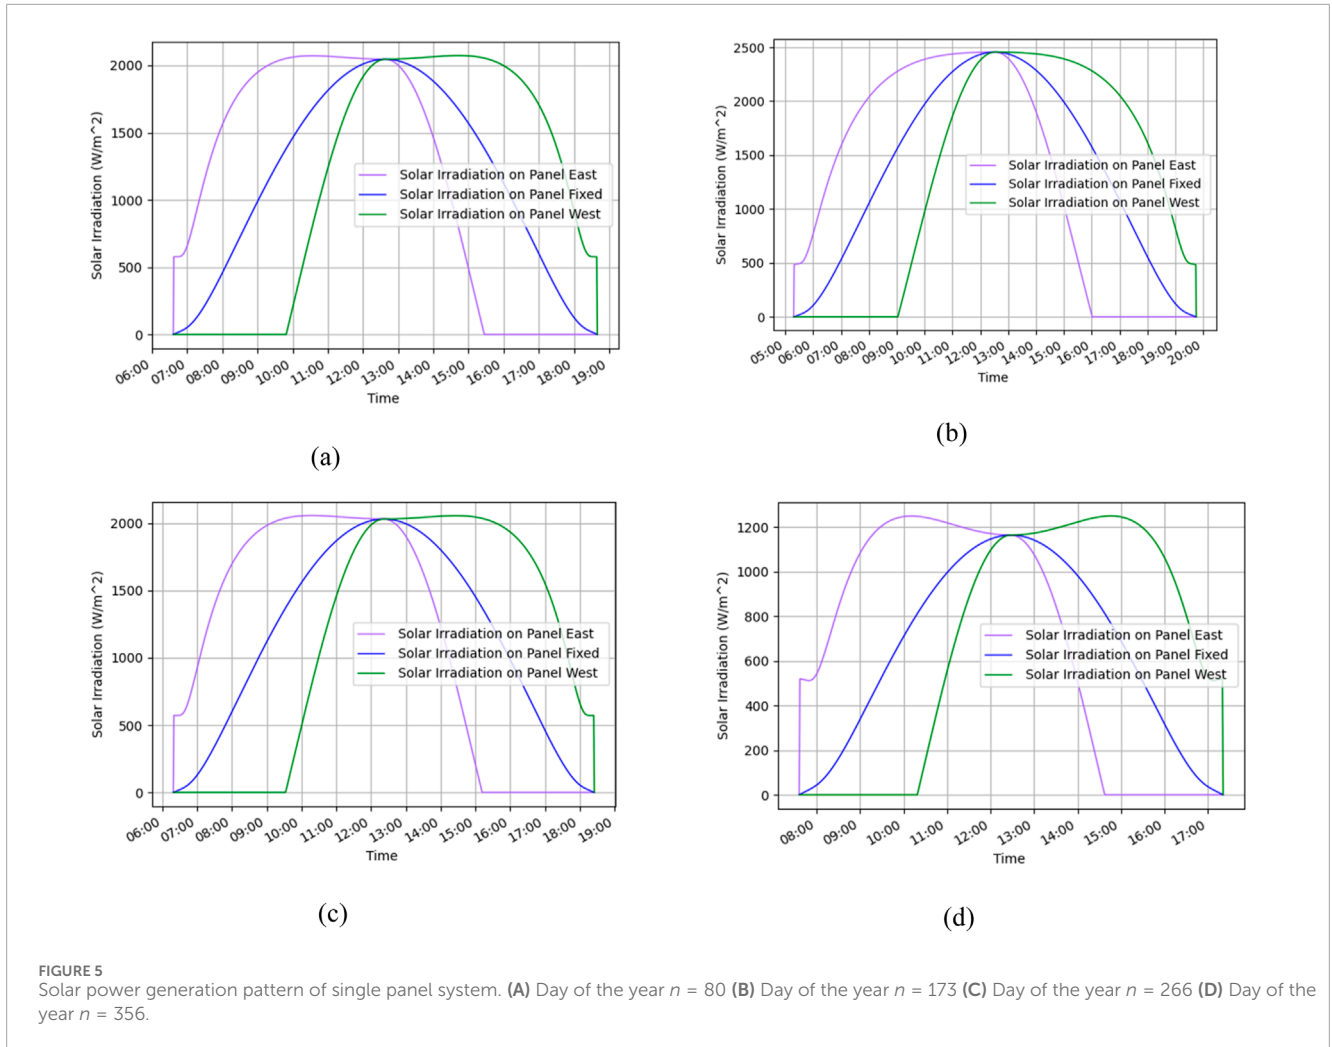 2000
1500
1000
500
0
Solar Irradiation (W/m^2)
Solar Irradiation on Panel East
Solar Irradiation on Panel Fixed
Solar Irradiation on Panel West
06:00 07:00 08:00 09:00 10:00 11:00 12:00 13:00 14:00 15:00 16:00 17:00 18:00 19:00
Time
(a)
2500
2000
1500
1000
500
0
Solar Irradiation (W/m^2)
Solar Irradiation on Panel East
Solar Irradiation on Panel Fixed
Solar Irradiation on Panel West
05:00 06:00 07:00 08:00 09:00 10:00 11:00 12:00 13:00 14:00 15:00 16:00 17:00 18:00 19:00 20:00
Time
(b)
2000
1500
1000
500
0
Solar Irradiation (W/m^2)
Solar Irradiation on Panel East
Solar Irradiation on Panel Fixed
Solar Irradiation on Panel West
06:00 07:00 08:00 09:00 10:00 11:00 12:00 13:00 14:00 15:00 16:00 17:00 18:00 19:00
Time
(c)
1200
1000
800
600
400
200
0
Solar Irradiation (W/m^2)
Solar Irradiation on Panel East
Solar Irradiation on Panel Fixed
Solar Irradiation on Panel West
08:00 09:00 10:00 11:00 12:00 13:00 14:00 15:00 16:00 17:00
Time
(d)
FIGURE 5
Solar power generation pattern of single panel system. (A) Day of the year n = 80 (B) Day of the year n = 173 (C) Day of the year n = 266 (D) Day of the
year n = 356.